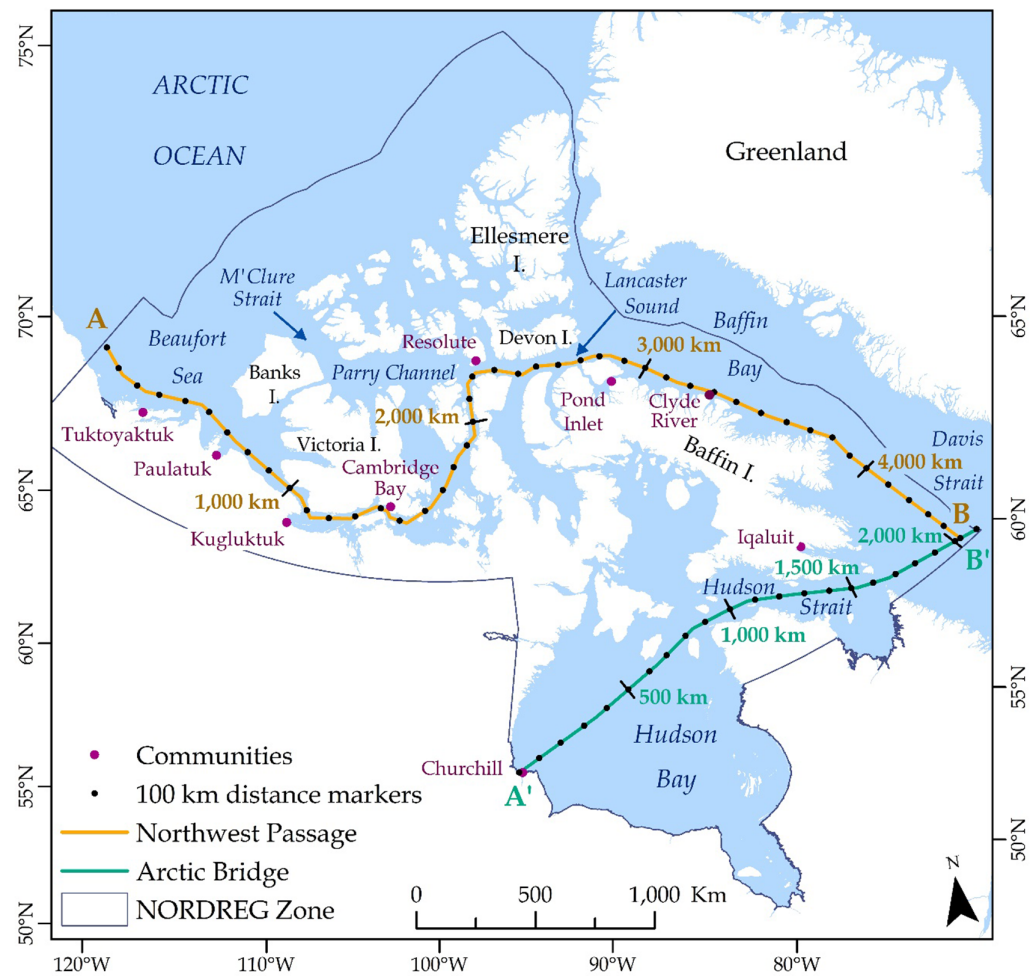 75°N
70°N
65°N
60°N
55°N
50°N
65°N
60°N
55°N
50°N
120°W
110°W
100°W
90°W
80°W
ARCTIC
OCEAN
Greenland
Ellesmere
I.
M'Clure
Strait
Lancaster
Sound
A
Beaufort
Sea
Banks
I.
Resolute
Devon I.
Baffin
Bay
3,000 km
Parry Channel
2,000 km
Pond
Inlet
Clyde
River
Tuktoyaktuk
Paulatuk
Victoria I.
Cambridge
Bay
Baffin I.
4,000 km
Davis
Strait
1,000 km
Kugluktuk
Iqaluit
2,000 km
B
B'
1,500 km
Hudson
Strait
1,000 km
500 km
Hudson
Bay
Churchill
A'
Communities
100 km distance markers
Northwest Passage
Arctic Bridge
NORDREG Zone
0 500 1,000 Km
N